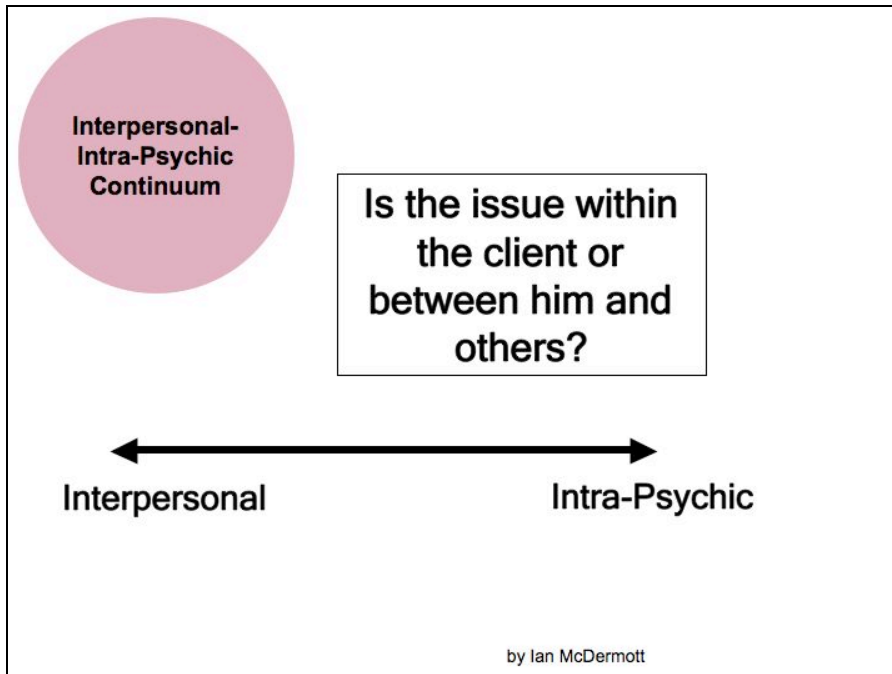 Interpersonal-
Intra-Psychic
Continuum
Is the issue within
the client or
between him and
others?
Interpersonal
Intra-Psychic
by Ian McDermott